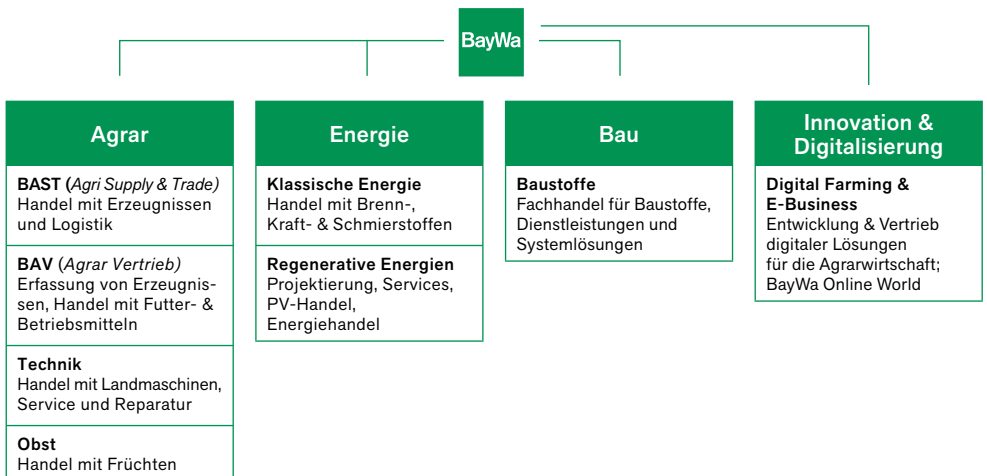 BayWa
Agrar
BAST (Agri Supply & Trade)
Handel mit Erzeugnissen
und Logistik
BAV (Agrar Vertrieb)
Erfassung von Erzeugnis-
sen, Handel mit Futter- &
Betriebsmitteln
Technik
Handel mit Landmaschinen,
Service und Reparatur
Obst
Handel mit Früchten
Energie
Klassische Energie
Handel mit Brenn-,
Kraft- & Schmierstoffen
Regenerative Energien
Projektierung, Services,
PV-Handel,
Energiehandel
Bau
Baustoffe
Fachhandel für Baustoffe,
Dienstleistungen und
Systemlösungen
Innovation &
Digitalisierung
Digital Farming &
E-Business
Entwicklung & Vertrieb
digitaler Lösungen
für die Agrarwirtschaft;
BayWa Online World